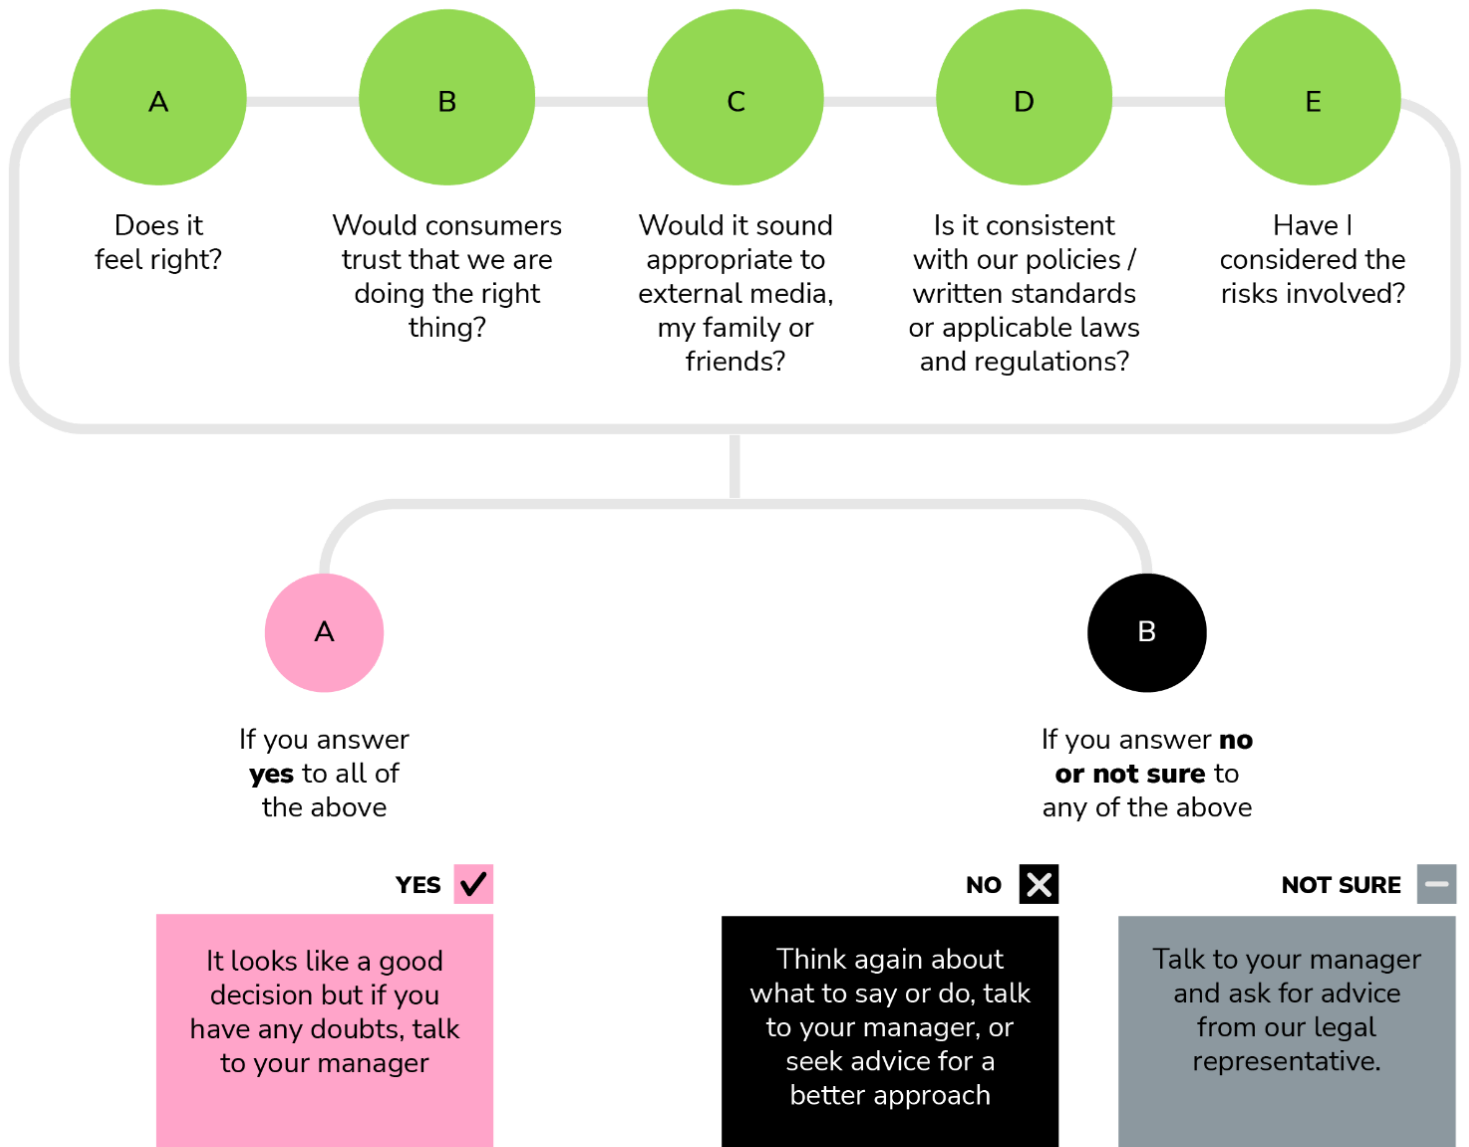 A
B
C
D
E
Does it
feel right?
Would consumers
trust that we are
doing the right
thing?
Would it sound
appropriate to
external media,
my family or
friends?
Is it consistent
with our policies /
written standards
or applicable laws
and regulations?
Have I
considered the
risks involved?
A
B
If you answer
yes to all of
the above
If you answer no
or not sure to
any of the above
YES
It looks like a good
decision but if you
have any doubts, talk
to your manager
NO
Think again about
what to say or do, talk
to your manager, or
seek advice for a
better approach
NOT SURE
Talk to your manager
and ask for advice
from our legal
representative.